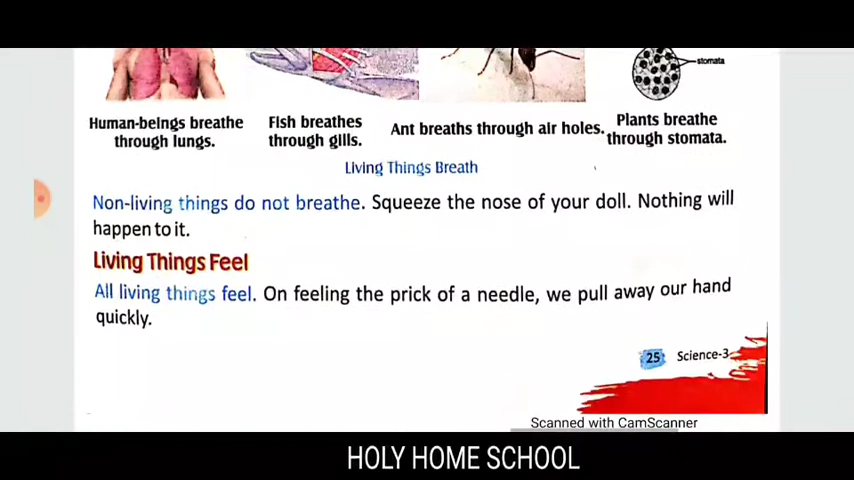 stomata
Human-beings breathe
through lungs.
Fish breathes
through gills.
Ant breaths through air holes.
Plants breathe
through stomata.
Living Things Breath
Non-living things do not breathe. Squeeze the nose of your doll. Nothing will
happen to it.
Living Things Feel
All living things feel. On feeling the prick of a needle, we pull away our hand
quickly.
25 Science-3
Scanned with CamScanner
HOLY HOME SCHOOL